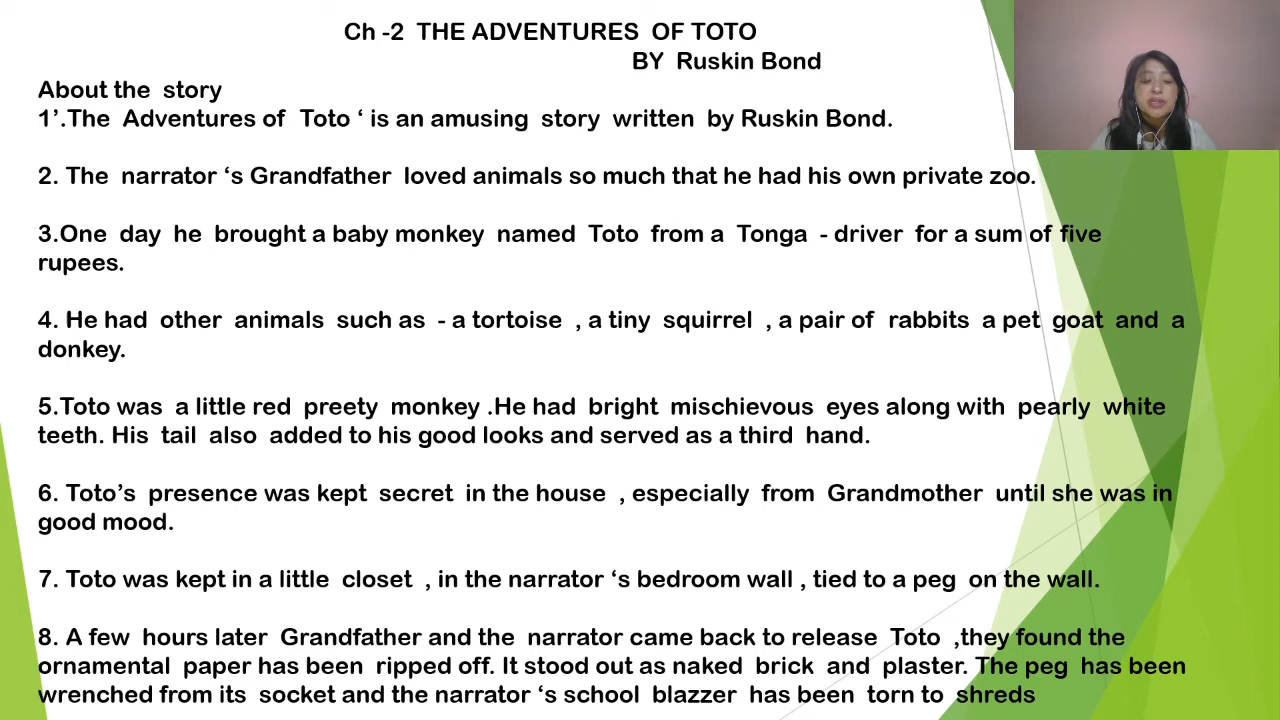 Ch -2 THE ADVENTURES OF TOTO
BY Ruskin Bond
About the story
1’.The Adventures of Toto ‘ is an amusing story written by Ruskin Bond.
2. The narrator ‘s Grandfather loved animals so much that he had his own private zoo.
3.One day he brought a baby monkey named Toto from a Tonga - driver for a sum of five
rupees.
4. He had other animals such as - a tortoise , a tiny squirrel , a pair of rabbits a pet goat and a
donkey.
5.Toto was a little red preety monkey .He had bright mischievous eyes along with pearly white
teeth. His tail also added to his good looks and served as a third hand.
6. Toto’s presence was kept secret in the house , especially from Grandmother until she was in
good mood.
7. Toto was kept in a little closet , in the narrator ‘s bedroom wall , tied to a peg on the wall.
8. A few hours later Grandfather and the narrator came back to release Toto ,they found the
ornamental paper has been ripped off. It stood out as naked brick and plaster. The peg has been
wrenched from its socket and the narrator ‘s school blazzer has been torn to shreds